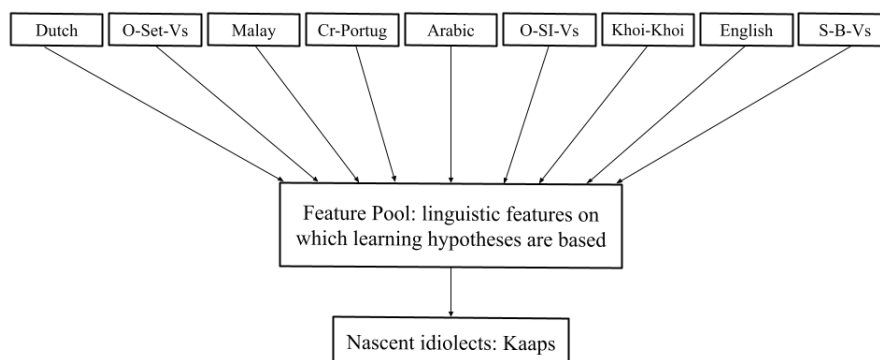 Dutch
O-Set-Vs
Malay
Cr-Portug
Arabic
O-SI-Vs
Khoi-Khoi
English
S-B-Vs
Feature Pool: linguistic features on
which learning hypotheses are based
Nascent idiolects: Kaaps